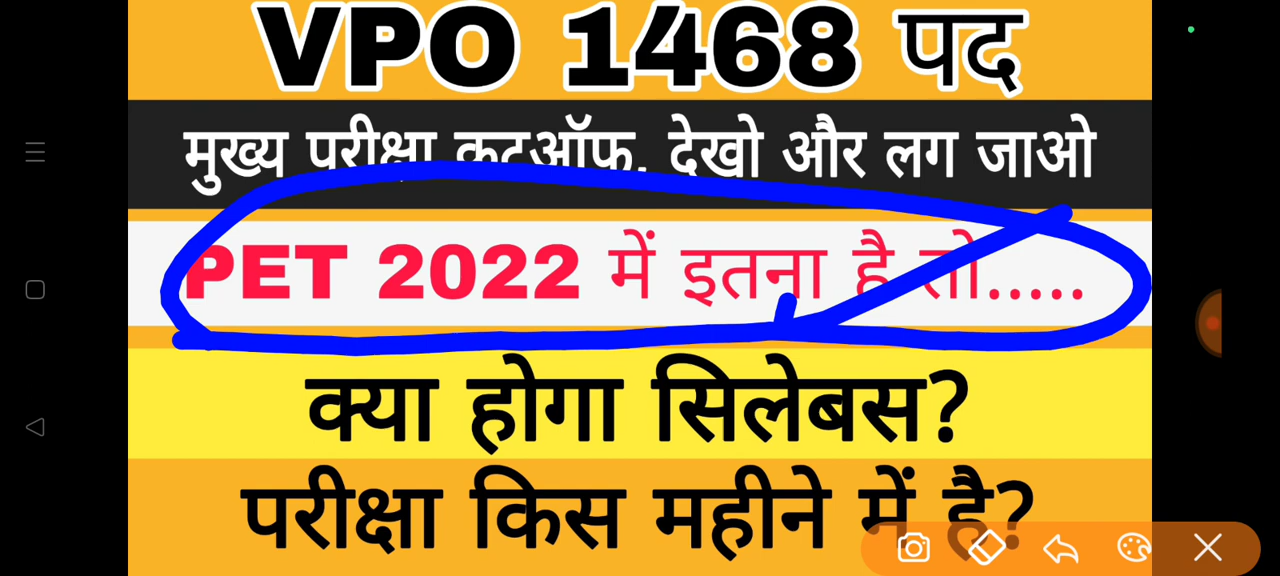 VPO 1468 पद
मुख्य परीक्षा कटऑफ, देखो और लग जाओ
PET 2022 में इतना है तो.....
क्या होगा सिलेबस?
परीक्षा किस महीने में है?